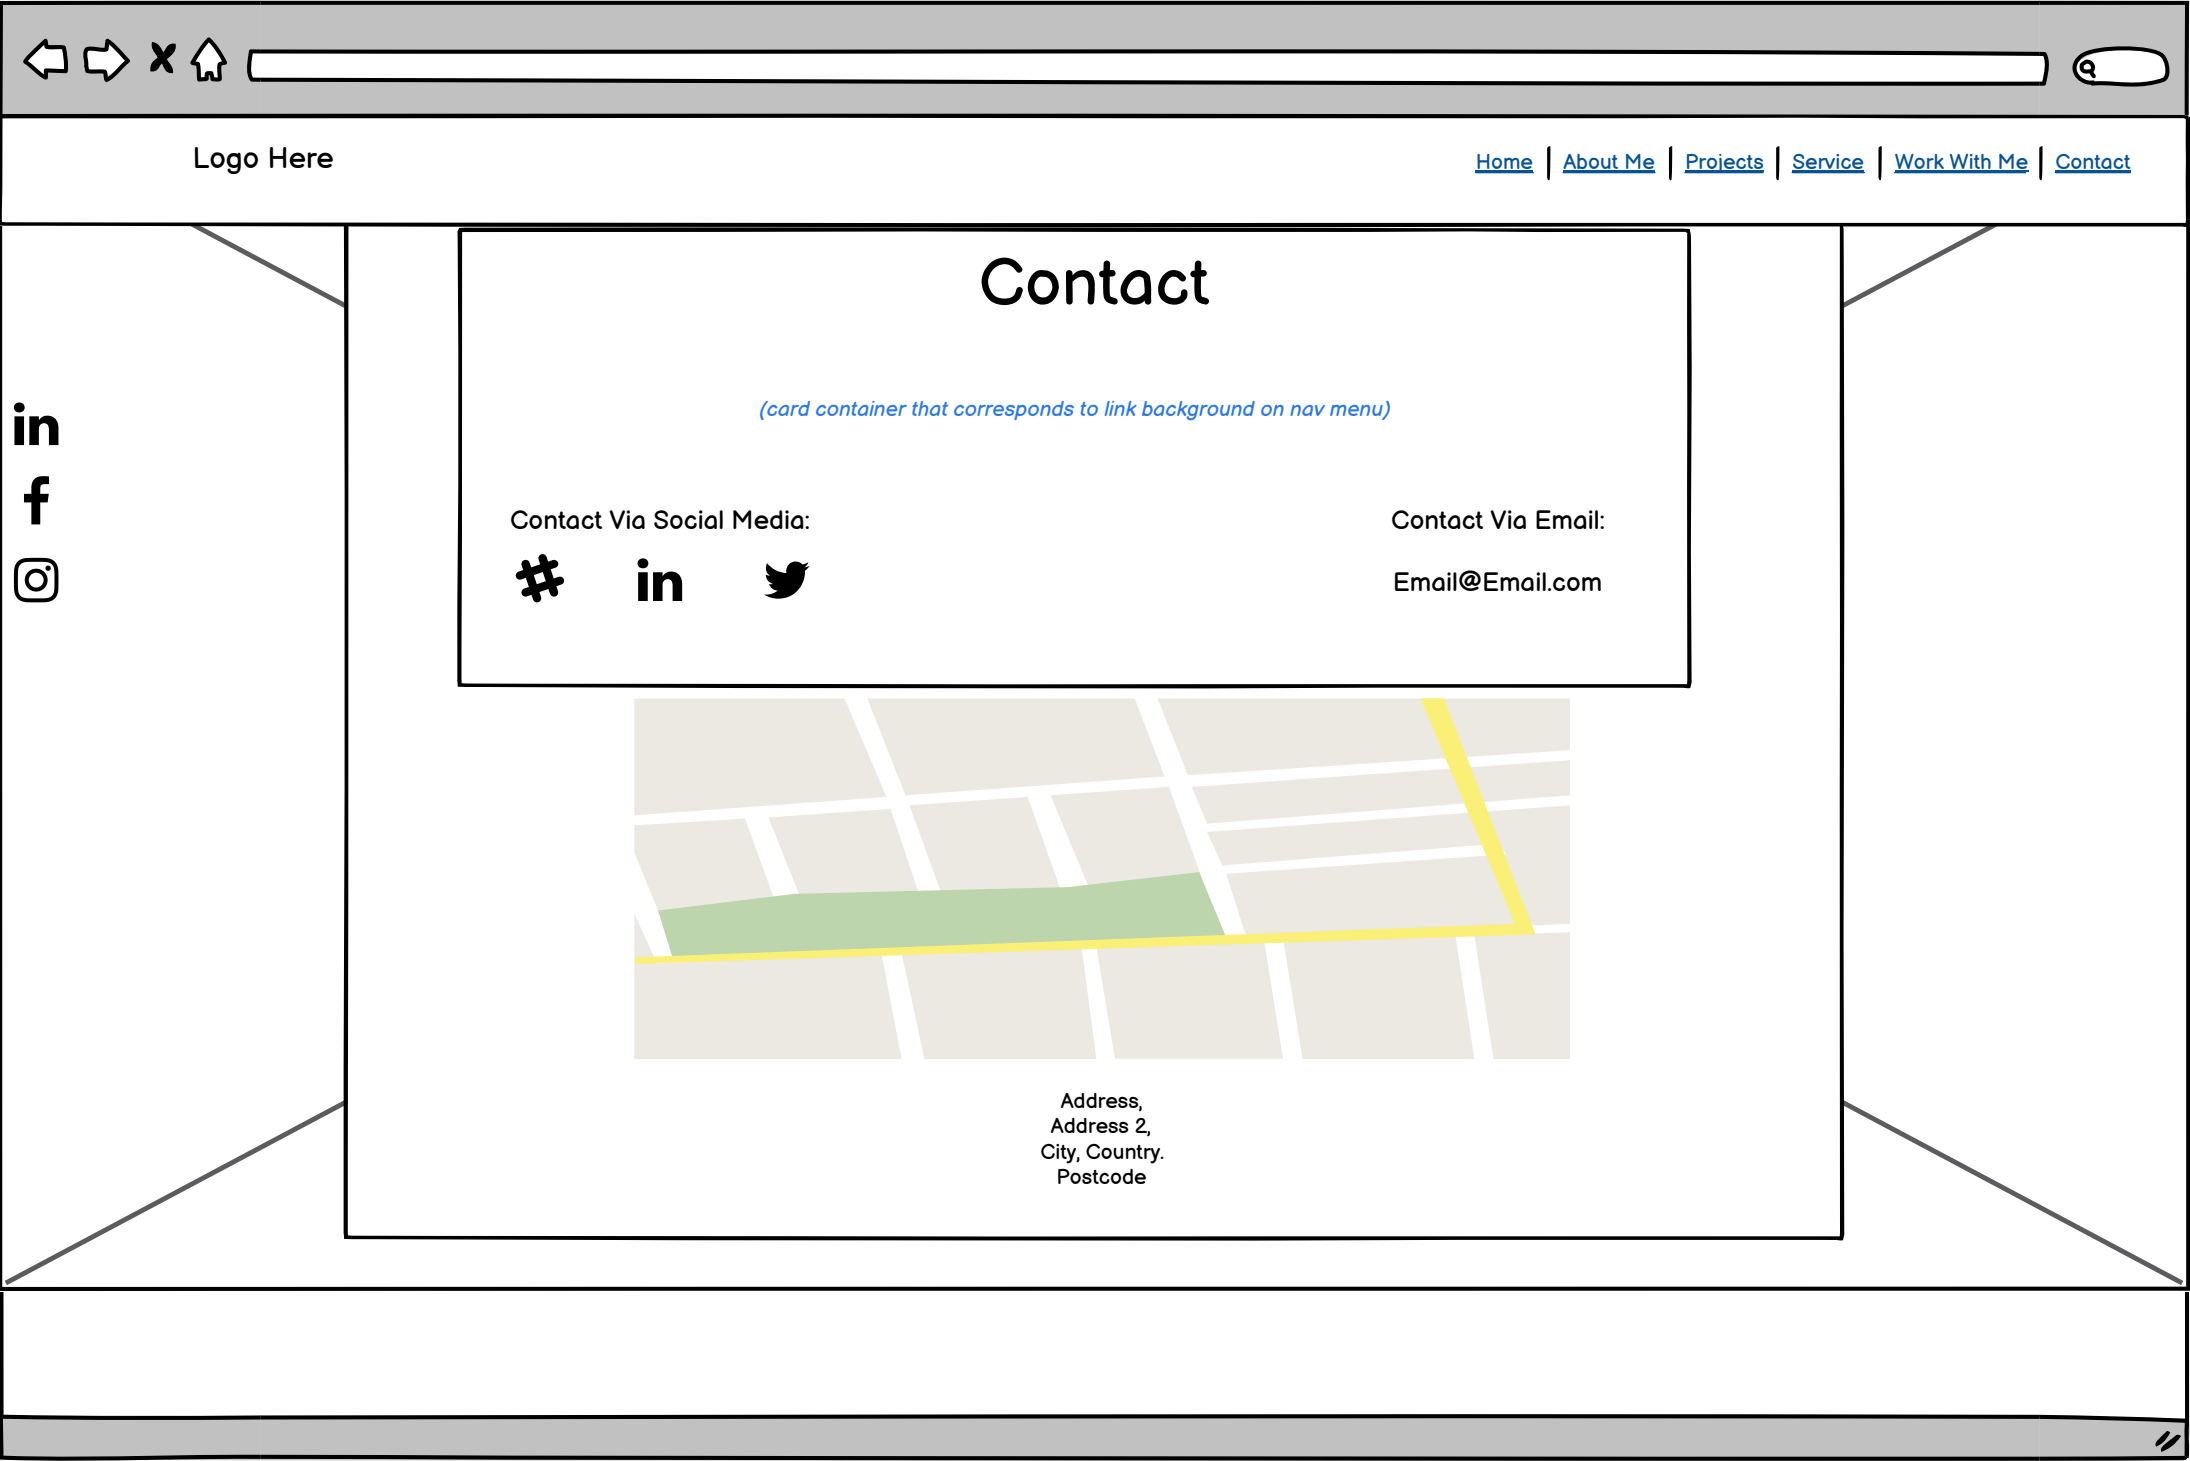 Logo Here
Home About Me Projects Service Work With Me Contact
Contact
(card container that corresponds to link background on nav menu)
Contact Via Social Media:
Contact Via Email:
Email@Email.com
Address,
Address 2,
City, Country.
Postcode